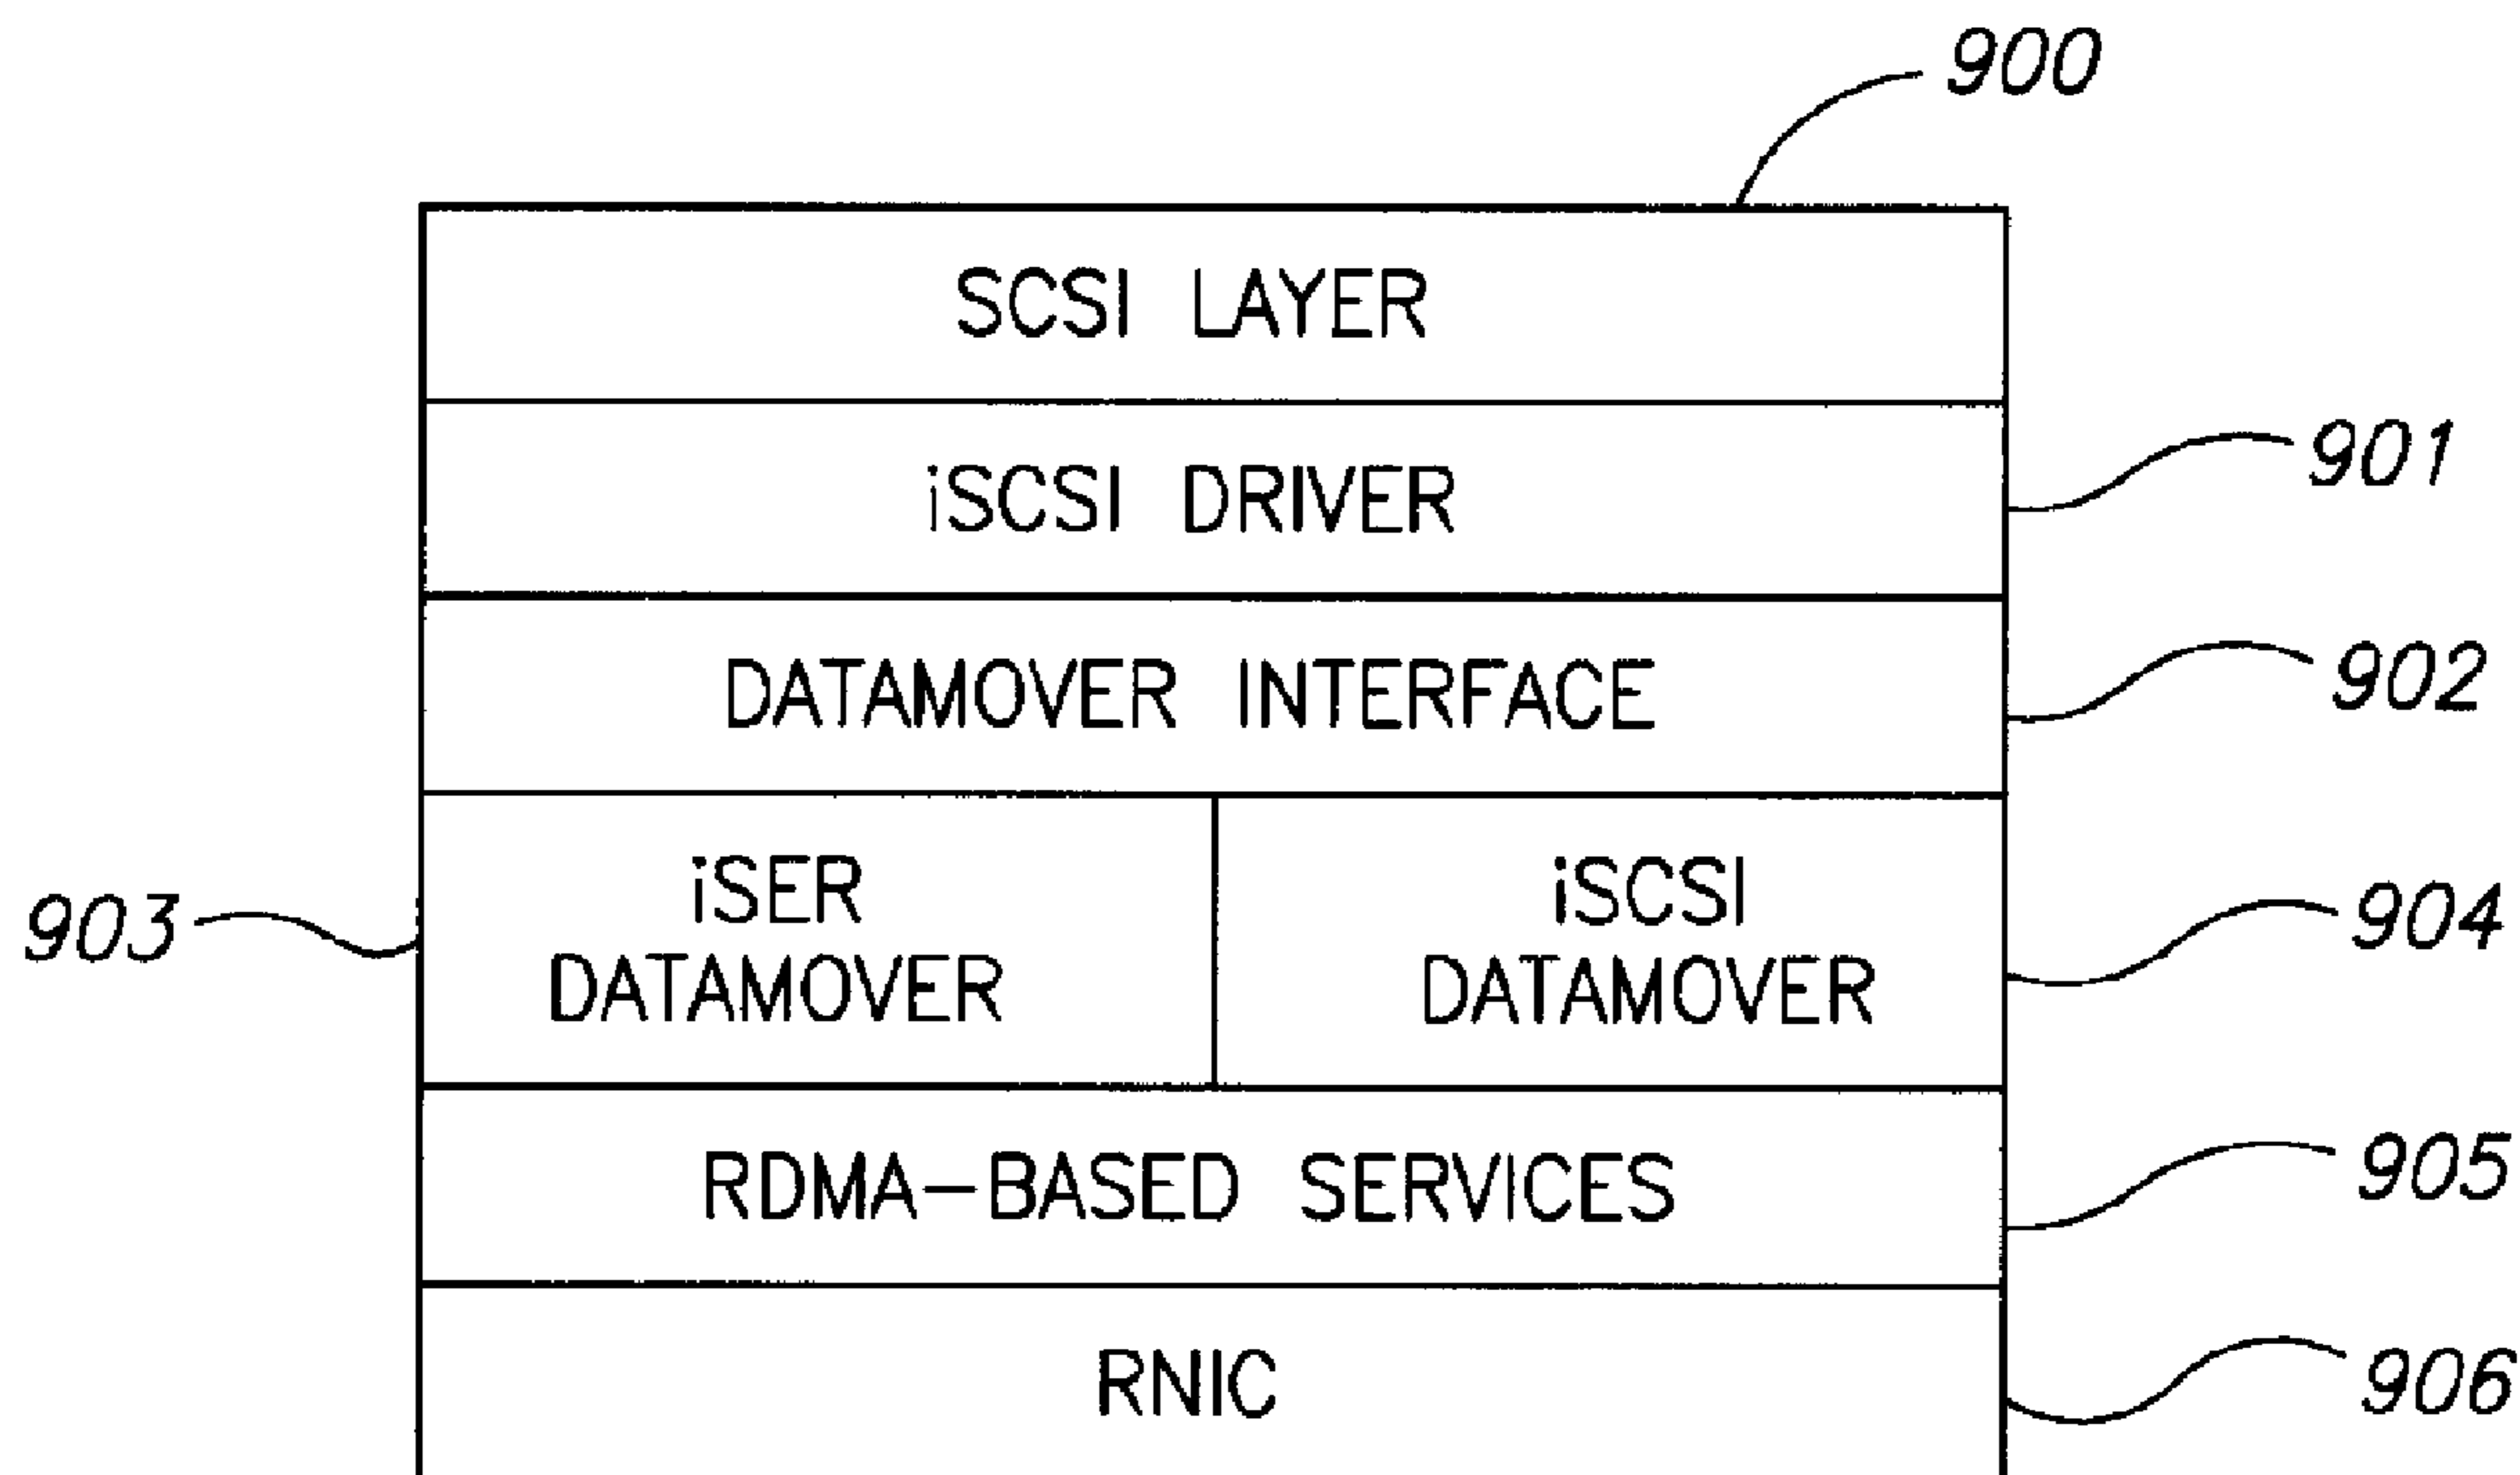 900
SCSI LAYER
iSCSI DRIVER
901
DATAMOVER INTERFACE
902
903
iSER
DATAMOVER
iSCSI
DATAMOVER
904
RDMA-BASED SERVICES
905
RNIC
906